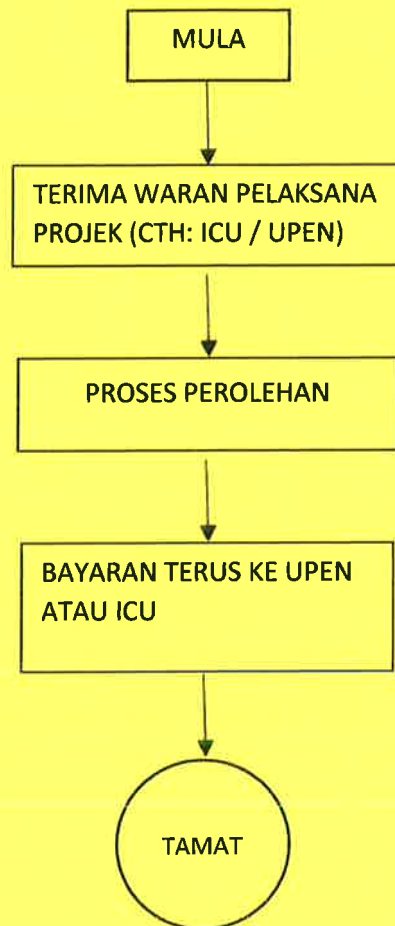 MULA
TERIMA WARAN PELAKSANA
PROJEK (CTH: ICU / UPEN)
PROSES PEROLEHAN
BAYARAN TERUS KE UPEN
ATAU ICU
TAMAT